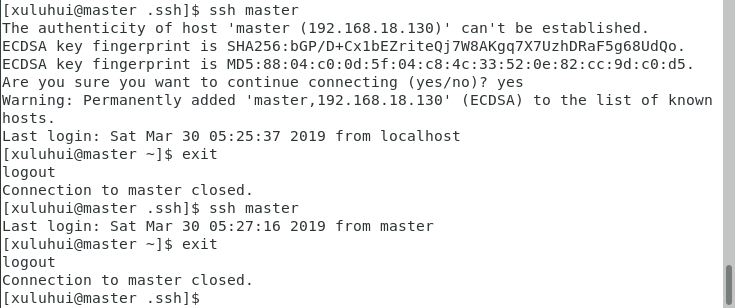 [xuluhui@master .ssh]$ ssh master
The authenticity of host 'master (192.168.18.130)' can't be established.
ECDSA key fingerprint is SHA256:bGP/D+Cx1bEZriteQj7W8AKgq7X7UzhDRaF5g68UdQo.
ECDSA key fingerprint is MD5:88:04:c0:0d:5f:04:c8:4c:33:52:0e:82:cc:9d:c0:d5.
Are you sure you want to continue connecting (yes/no)? yes
Warning: Permanently added 'master,192.168.18.130' (ECDSA) to the list of known
hosts.
Last login: Sat Mar 30 05:25:37 2019 from localhost
[xuluhui@master ~]$ exit
logout
Connection to master closed.
[xuluhui@master .ssh]$ ssh master
Last login: Sat Mar 30 05:27:16 2019 from master
[xuluhui@master ~]$ exit
logout
Connection to master closed.
[xuluhui@master .ssh]$